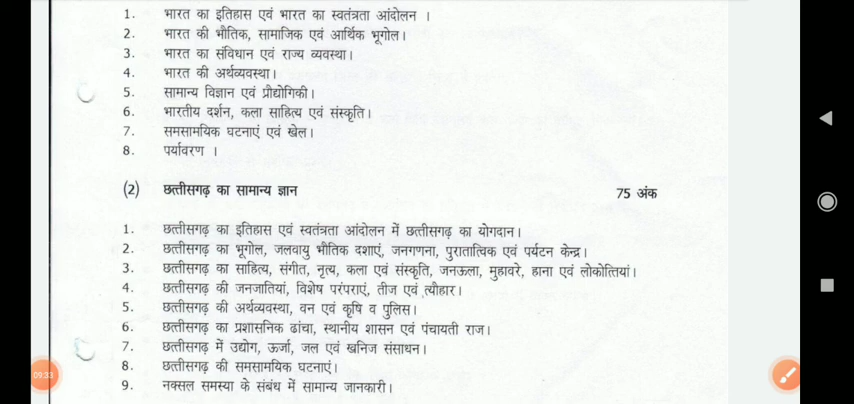 1. भारत का इतिहास एवं भारत का स्वतंत्रता आंदोलन ।
2. भारत की भौतिक, सामाजिक एवं आर्थिक भूगोल।
3. भारत का संविधान एवं राज्य व्यवस्था।
4. भारत की अर्थव्यवस्था।
5. सामान्य विज्ञान एवं प्रौद्योगिकी।
6. भारतीय दर्शन, कला साहित्य एवं संस्कृति।
7. समसामयिक घटनाएं एवं खेल।
8. पर्यावरण ।
(2) छत्तीसगढ़ का सामान्य ज्ञान 75 अंक
1. छत्तीसगढ़ का इतिहास एवं स्वतंत्रता आंदोलन में छत्तीसगढ़ का योगदान।
2. छत्तीसगढ़ का भूगोल, जलवायु भौतिक दशाएं, जनगणना, पुरातात्विक एवं पर्यटन केन्द्र।
3. छत्तीसगढ़ का साहित्य, संगीत, नृत्य, कला एवं संस्कृति, जनऊला, मुहावरे, हाना एवं लोकोत्तियां।
4. छत्तीसगढ़ की जनजातियां, विशेष परंपराएं, तीज एवं त्यौहार।
5. छत्तीसगढ़ की अर्थव्यवस्था, वन एवं कृषि व पुलिस।
6. छत्तीसगढ़ का प्रशासनिक ढांचा, स्थानीय शासन एवं पंचायती राज।
7. छत्तीसगढ़ में उद्योग, ऊर्जा, जल एवं खनिज संसाधन।
8. छत्तीसगढ़ की समसामयिक घटनाएं।
9. नक्सल समस्या के संबंध में सामान्य जानकारी।
09:33